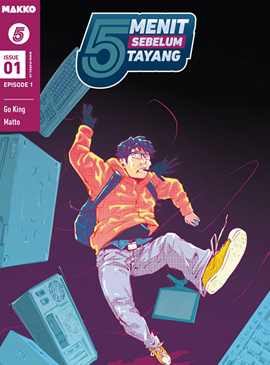 MAKKO
5
ISSUE
01
EPISODE 1
Go King
Matto
5 MENIT
SEBELUM
TAYANG